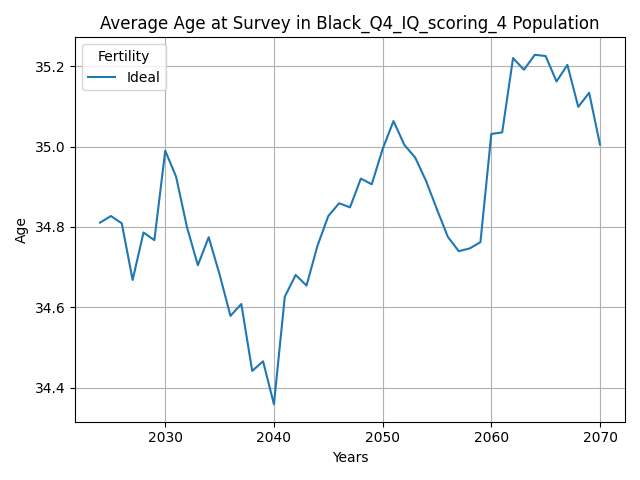 Average Age at Survey in Black_Q4_IQ_scoring_4 Population
Fertility
Ideal
35.2
35.0
34.8
34.6
34.4
Age
2030 2040 2050 2060 2070
Years